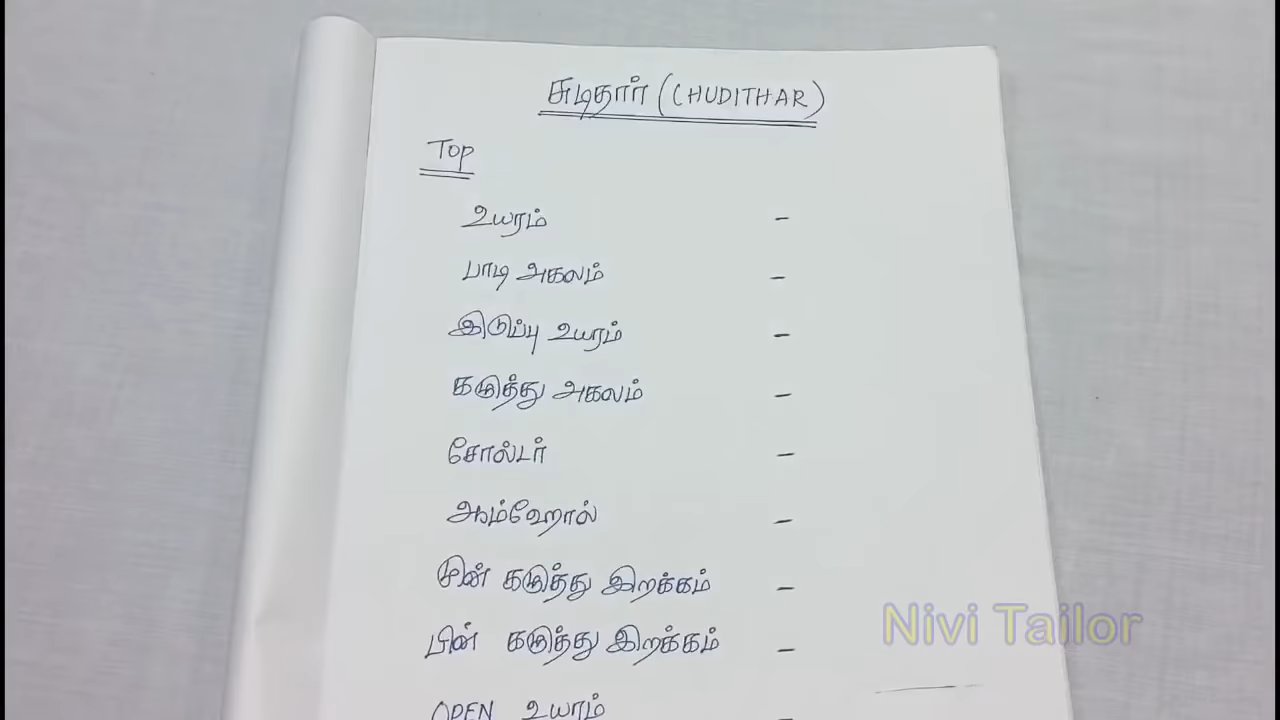 சுடிதார் (CHUDITHAR)
Top
உயரம் -
பாடி அகலம் -
இடுப்பு உயரம் -
கழுத்து அகலம் -
சோல்டர் -
ஆம்ஹோல் -
முன் கழுத்து இறக்கம் -
பின் கழுத்து இறக்கம் -
OPEN உயரம் -
Nivi Tailor